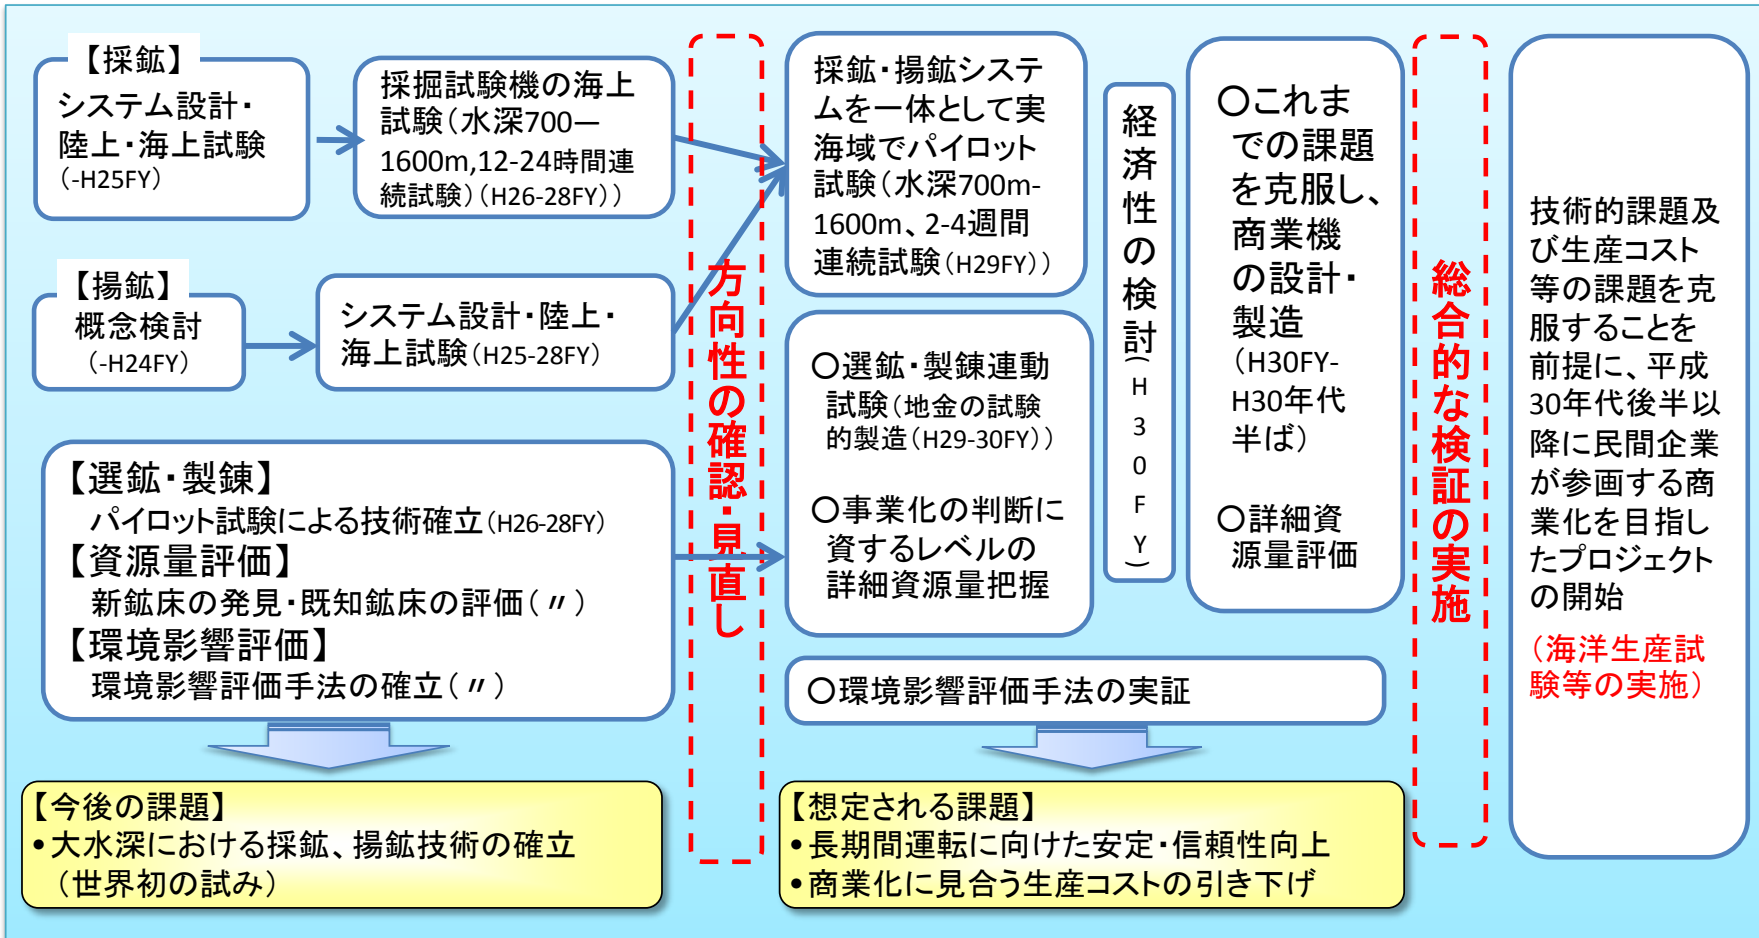 【採鉱】
システム設計・
陸上・海上試験
(-H25FY)
採掘試験機の海上
試験(水深700―
1600m,12-24時間連
続試験)(H26-28FY))
【揚鉱】
概念検討
(-H24FY)
システム設計・陸上・
海上試験(H25-28FY)
【選鉱・製錬】
パイロット試験による技術確立(H26-28FY)
【資源量評価】
新鉱床の発見・既知鉱床の評価(〃)
【環境影響評価】
環境影響評価手法の確立(〃)
【今後の課題】
•大水深における採鉱、揚鉱技術の確立
(世界初の試み)
方向性の確認・見直し
採鉱・揚鉱システ
ムを一体として実
海域でパイロット
試験(水深700m-
1600m、2-4週間
連続試験(H29FY))
○選鉱・製錬連動
試験(地金の試験
的製造(H29-30FY))
○事業化の判断に
資するレベルの
詳細資源量把握
経済性の検討(H30FY)
○これま
での課題
を克服し、
商業機
の設計・
製造
(H30FY-
H30年代
半ば)
○詳細資
源量評価
○環境影響評価手法の実証
【想定される課題】
•長期間運転に向けた安定・信頼性向上
•商業化に見合う生産コストの引き下げ
総合的な検証の実施
技術的課題及
び生産コスト
等の課題を克
服することを
前提に、平成
30年代後半以
降に民間企業
が参画する商
業化を目指し
たプロジェクト
の開始
(海洋生産試
験等の実施)